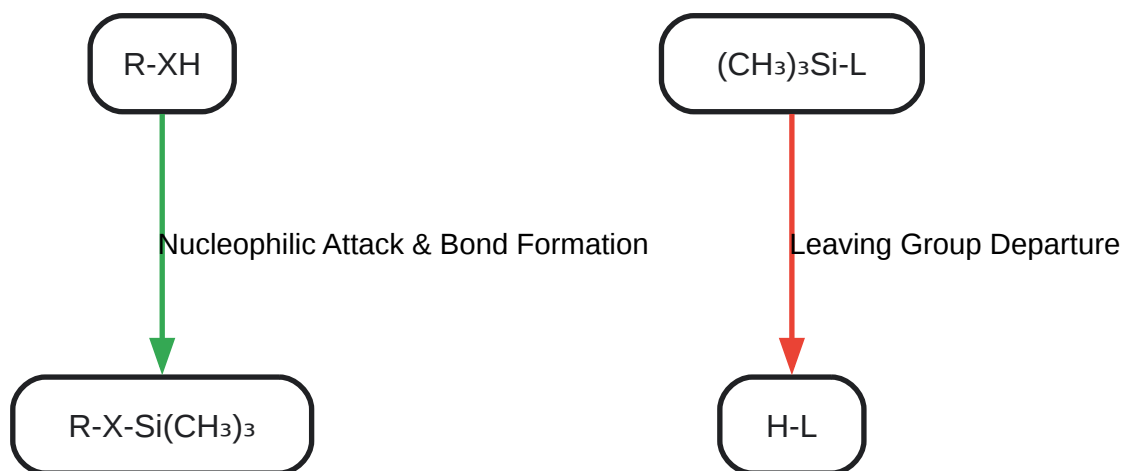 R-XH
(CH₃)₃Si-L
Nucleophilic Attack & Bond Formation
Leaving Group Departure
R-X-Si(CH₃)₃
H-L